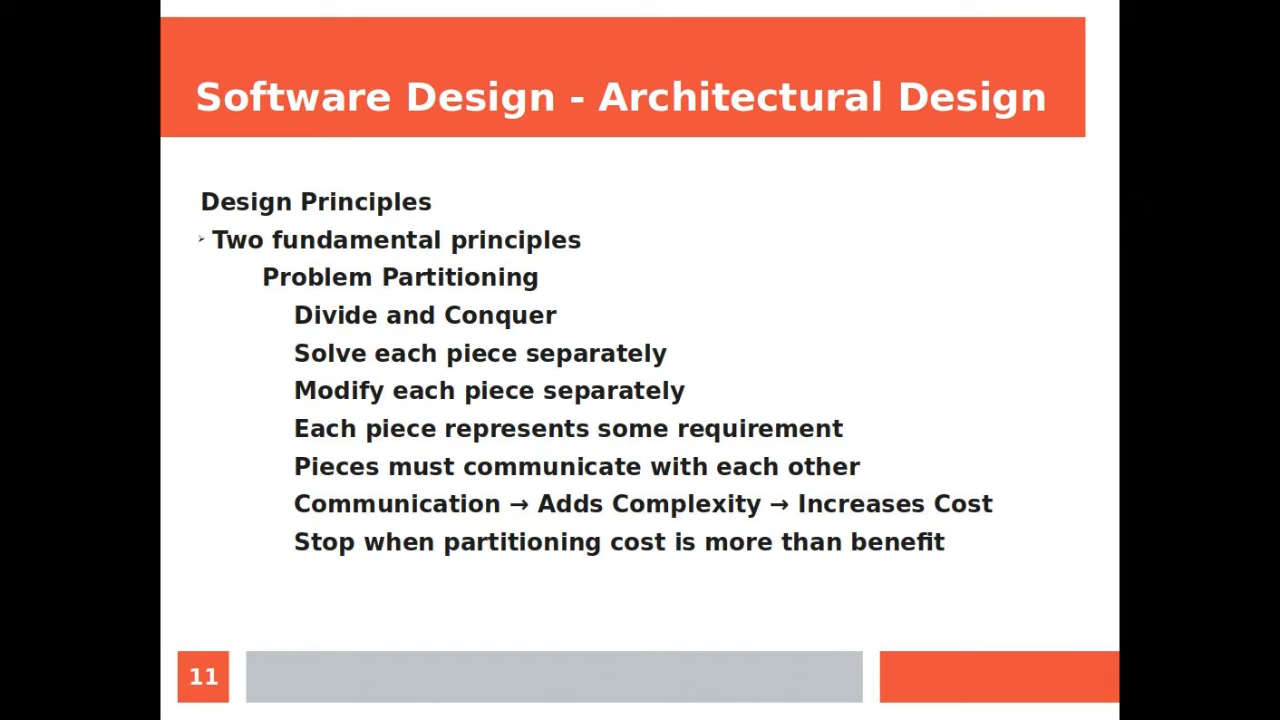 Software Design - Architectural Design
Design Principles
➢ Two fundamental principles
Problem Partitioning
Divide and Conquer
Solve each piece separately
Modify each piece separately
Each piece represents some requirement
Pieces must communicate with each other
Communication → Adds Complexity → Increases Cost
Stop when partitioning cost is more than benefit
11